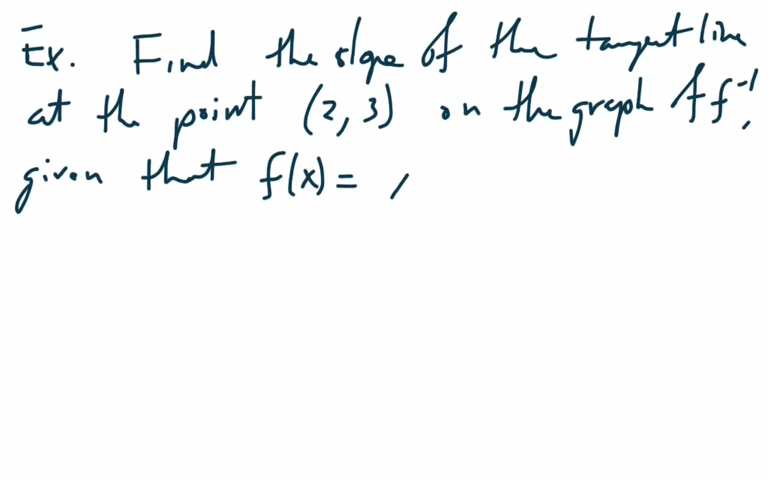 Ex. Find the slope of the tangent line
at the point (2, 3) on the graph of f⁻¹,
given that f(x) =